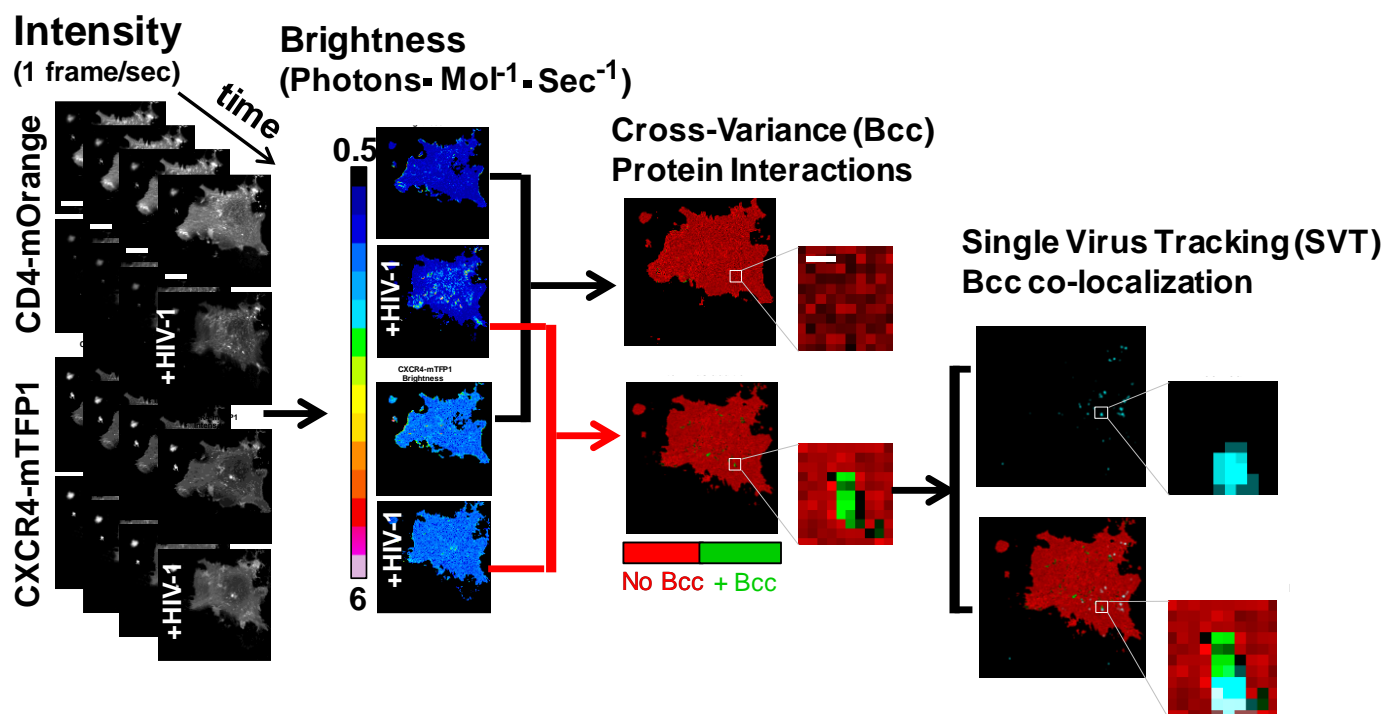 Intensity
(1 frame/sec)
time
CD4-mOrange
CXCR4-mTFP1
+HIV-1
+HIV-1
Brightness
(Photons- Mol-1- Sec-1)
0.5
6
+HIV-1
CXCR4-mTFP1
Brightness
+HIV-1
Cross-Variance (Bcc)
Protein Interactions
No Bcc + Bcc
Single Virus Tracking (SVT)
Bcc co-localization